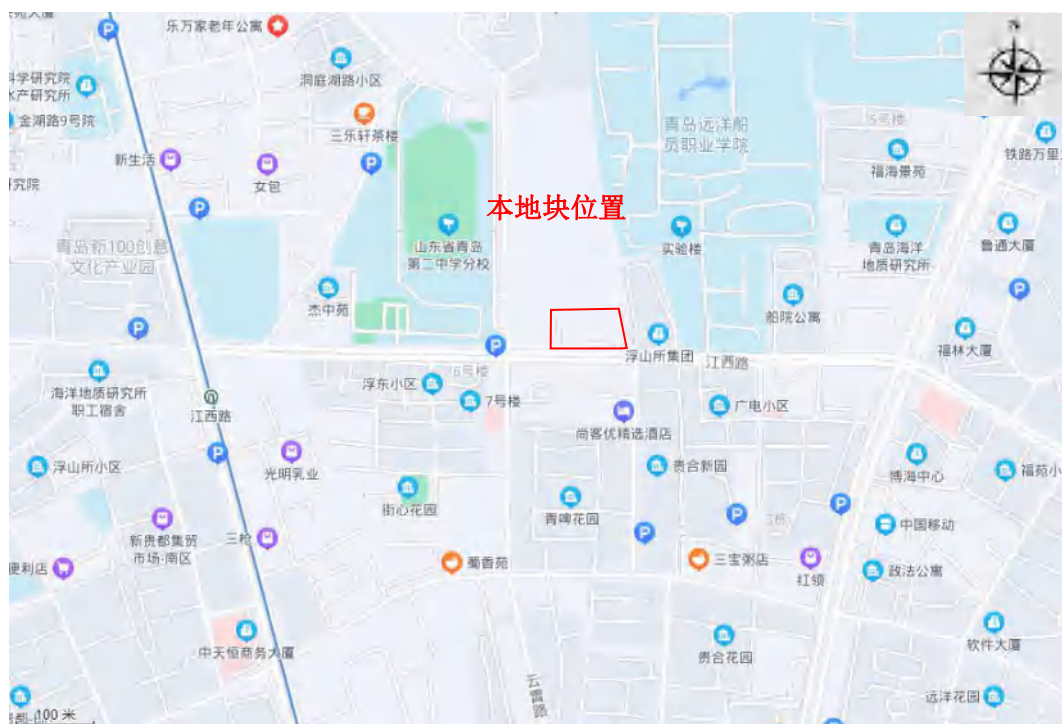 乐万家老年公寓
洞庭湖路小区
学研究院
水产研究所
金湖路9号院
三乐轩茶楼
青岛远洋船
员职业学院
5号楼
福海景苑
铁路万里
新生活
女包
研究院
本地块位置
山东省青岛
第二中学分校
实验楼
青岛海洋
地质研究所
鲁通大厦
青岛新100创意
文化产业园
杰中苑
船院公寓
浮山所集团
江西路
福林大厦
海洋地质研究所
职工宿舍
江西路
浮东小区
6号楼
7号楼
广电小区
尚客优精选酒店
浮山所小区
光明乳业
贵合新园
博海中心
福苑小
街心花园
青啤花园
中国移动
新贵都集贸
市场-南区
三枪
便利店
蜀香苑
三宝粥店
红领
政法公寓
中天恒商务大厦
贵合花园
软件大厦
云霄路
远洋花园
100 米